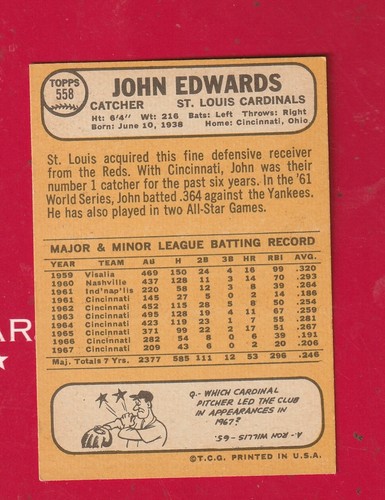 TOPPS
558
JOHN EDWARDS
CATCHER ST. LOUIS CARDINALS
Ht: 6'4" Wt: 216 Bats: Left Throws: Right
Born: June 10, 1938 Home: Cincinnati, Ohio
St. Louis acquired this fine defensive receiver
from the Reds. With Cincinnati, John was their
number 1 catcher for the past six years. In the '61
World Series, John batted .364 against the Yankees.
He has also played in two All-Star Games.
MAJOR & MINOR LEAGUE BATTING RECORD
YEAR TEAM AB H 2B 3B HR RBI AVG.
1959 Visalia 469 150 24 4 16 99 .320
1960 Nashville 437 128 11 3 14 70 .293
1961 Ind'nap'lis 220 58 12 3 8 39 .264
1961 Cincinnati 145 27 5 0 2 14 .186
1962 Cincinnati 452 115 28 5 8 50 .254
1963 Cincinnati 495 128 19 4 11 67 .259
1964 Cincinnati 423 119 23 1 7 55 .281
1965 Cincinnati 371 99 22 2 17 51 .267
1966 Cincinnati 282 54 8 0 6 39 .191
1967 Cincinnati 209 43 6 0 2 20 .206
Maj. Totals 7 Yrs. 2377 585 111 12 53 296 .246
Q.-WHICH CARDINAL
PITCHER LED THE CLUB
IN APPEARANCES IN
1967?
A.-RON WILLIS-65.
©T.C.G. PRINTED IN U.S.A.